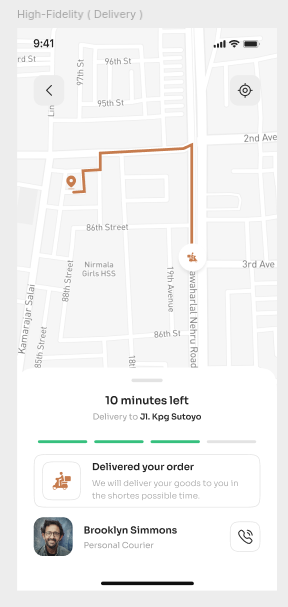 High-Fidelity ( Delivery )
9:41
rd St
97th St
96th St
Lin
95th St
2nd Ave
86th Street
Nirmala
Girls HSS
88th Street
19th Avenue
3rd Ave
Kamarajar Salai
awaharlal Nehru Road
85th Street
86th St
18t
10 minutes left
Delivery to Jl. Kpg Sutoyo
Delivered your order
We will deliver your goods to you in
the shortes possible time.
Brooklyn Simmons
Personal Courier